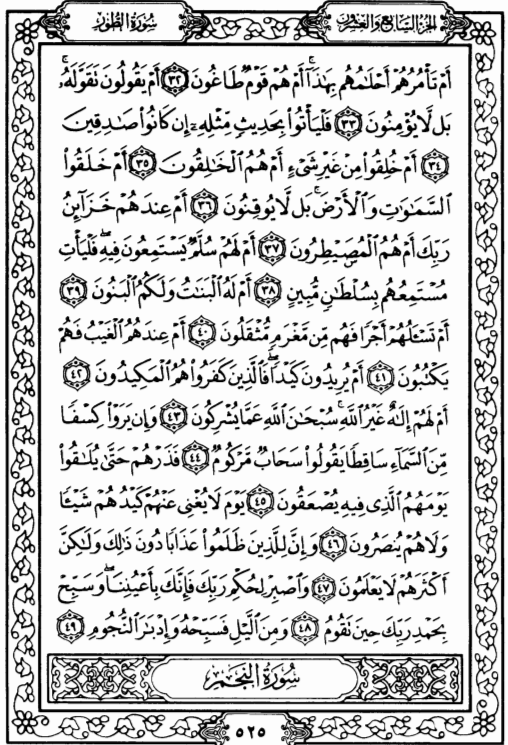 سورة الطور
الجزء السابع والعشرون
أَمْ تَأْمُرُهُمْ أَحْلَٰمُهُم بِهَٰذَآ ۚ أَمْ هُمْ قَوْمٌ طَاغُونَ ٣٢ أَمْ يَقُولُونَ تَقَوَّلَهُۥ ۚ
بَل لَّا يُؤْمِنُونَ ٣٣ فَلْيَأْتُوا۟ بِحَدِيثٍ مِّثْلِهِۦٓ إِن كَانُوا۟ صَٰدِقِينَ
٣٤ أَمْ خُلِقُوا۟ مِنْ غَيْرِ شَىْءٍ أَمْ هُمُ ٱلْخَٰلِقُونَ ٣٥ أَمْ خَلَقُوا۟
ٱلسَّمَٰوَٰتِ وَٱلْأَرْضَ ۚ بَل لَّا يُوقِنُونَ ٣٦ أَمْ عِندَهُمْ خَزَآئِنُ
رَبِّكَ أَمْ هُمُ ٱلْمُصَۣيْطِرُونَ ٣٧ أَمْ لَهُمْ سُلَّمٌ يَسْتَمِعُونَ فِيهِ ۖ فَلْيَأْتِ
مُسْتَمِعُهُم بِسُلْطَٰنٍ مُّبِينٍ ٣٨ أَمْ لَهُ ٱلْبَنَٰتُ وَلَكُمُ ٱلْبَنُونَ ٣٩
أَمْ تَسْـَٔلُهُمْ أَجْرًا فَهُم مِّن مَّغْرَمٍ مُّثْقَلُونَ ٤٠ أَمْ عِندَهُمُ ٱلْغَيْبُ فَهُمْ
يَكْتُبُونَ ٤١ أَمْ يُرِيدُونَ كَيْدًا ۖ فَٱلَّذِينَ كَفَرُوا۟ هُمُ ٱلْمَكِيدُونَ ٤٢
أَمْ لَهُمْ إِلَٰهٌ غَيْرُ ٱللَّهِ ۚ سُبْحَٰنَ ٱللَّهِ عَمَّا يُشْرِكُونَ ٤٣ وَإِن يَرَوْا۟ كِسْفًا
مِّنَ ٱلسَّمَآءِ سَاقِطًا يَقُولُوا۟ سَحَابٌ مَّرْكُومٌ ٤٤ فَذَرْهُمْ حَتَّىٰ يُلَٰقُوا۟
يَوْمَهُمُ ٱلَّذِى فِيهِ يُصْعَقُونَ ٤٥ يَوْمَ لَا يُغْنِى عَنْهُمْ كَيْدُهُمْ شَيْـًٔا
وَلَا هُمْ يُنصَرُونَ ٤٦ وَإِنَّ لِلَّذِينَ ظَلَمُوا۟ عَذَابًا دُونَ ذَٰلِكَ وَلَٰكِنَّ
أَكْثَرَهُمْ لَا يَعْلَمُونَ ٤٧ وَٱصْبِرْ لِحُكْمِ رَبِّكَ فَإِنَّكَ بِأَعْيُنِنَا ۖ وَسَبِّحْ
بِحَمْدِ رَبِّكَ حِينَ تَقُومُ ٤٨ وَمِنَ ٱلَّيْلِ فَسَبِّحْهُ وَإِدْبَٰرَ ٱلنُّجُومِ ٤٩
سُورَةُ النَّجْمِ
٥٢٥